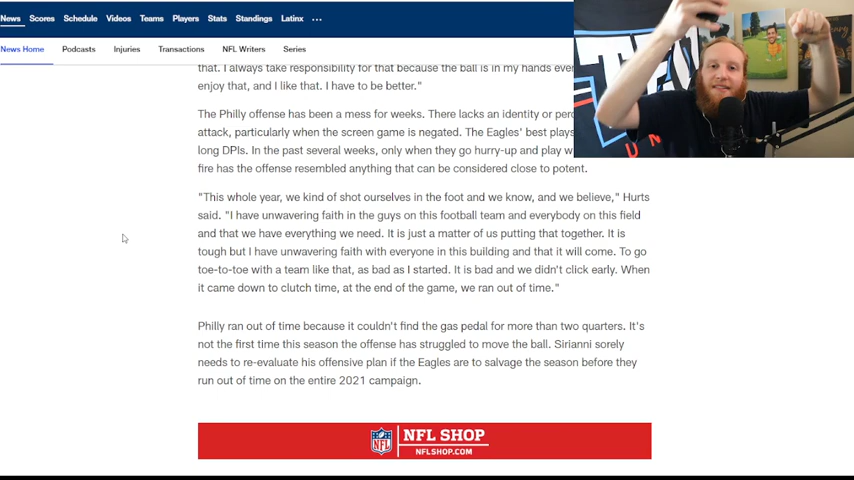 News Scores Schedule Videos Teams Players Stats Standings Latinx ...
News Home Podcasts Injuries Transactions NFL Writers Series
that. I always take responsibility for that because the ball is in my hands
enjoy that, and I like that. I have to be better."
The Philly offense has been a mess for weeks. There lacks an identity or
attack, particularly when the screen game is negated. The Eagles' best plays
long DPIs. In the past several weeks, only when they go hurry-up and play
fire has the offense resembled anything that can be considered close to potent.
"This whole year, we kind of shot ourselves in the foot and we know, and we believe," Hurts
said. "I have unwavering faith in the guys on this football team and everybody on this field
and that we have everything we need. It is just a matter of us putting that together. It is
tough but I have unwavering faith with everyone in this building and that it will come. To go
toe-to-toe with a team like that, as bad as I started. It is bad and we didn't click early. When
it came down to clutch time, at the end of the game, we ran out of time."
Philly ran out of time because it couldn't find the gas pedal for more than two quarters. It's
not the first time this season the offense has struggled to move the ball. Sirianni sorely
needs to re-evaluate his offensive plan if the Eagles are to salvage the season before they
run out of time on the entire 2021 campaign.
NFL NFL SHOP
NFLSHOP.COM